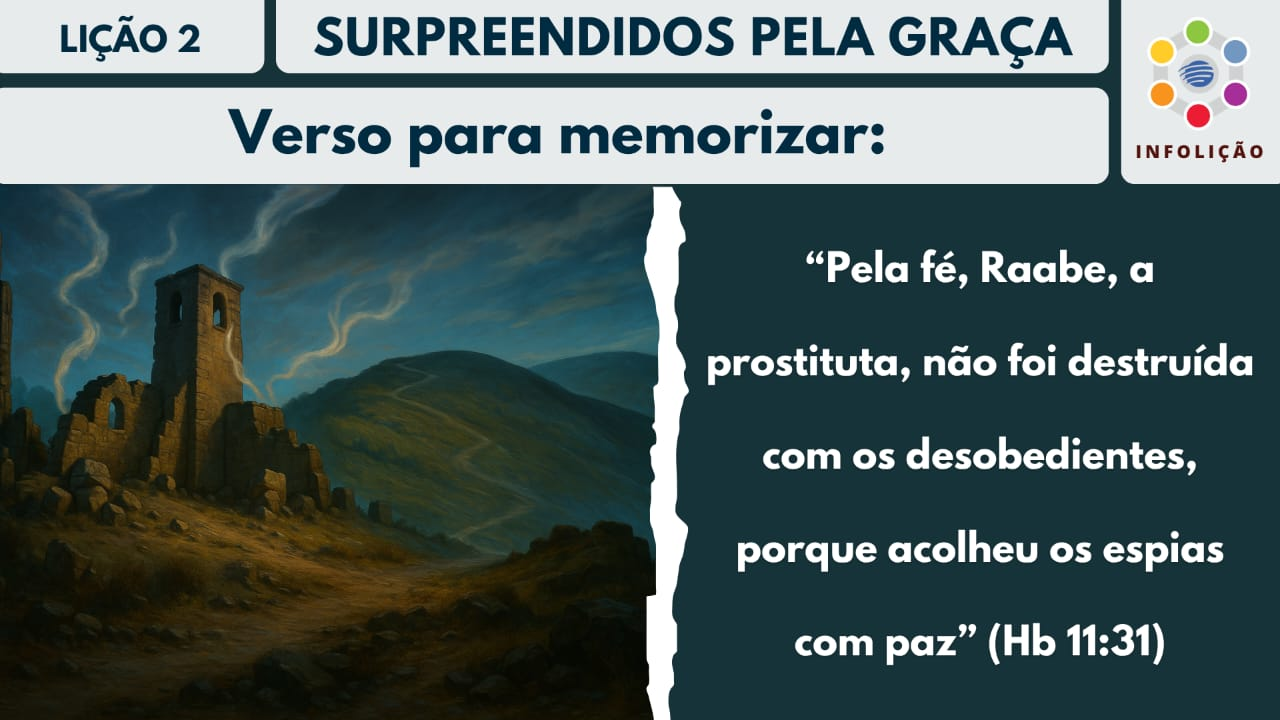 LIÇÃO 2
SURPREENDIDOS PELA GRAÇA
Verso para memorizar:
INFOLIÇÃO
“Pela fé, Raabe, a
prostituta, não foi destruída
com os desobedientes,
porque acolheu os espias
com paz” (Hb 11:31)